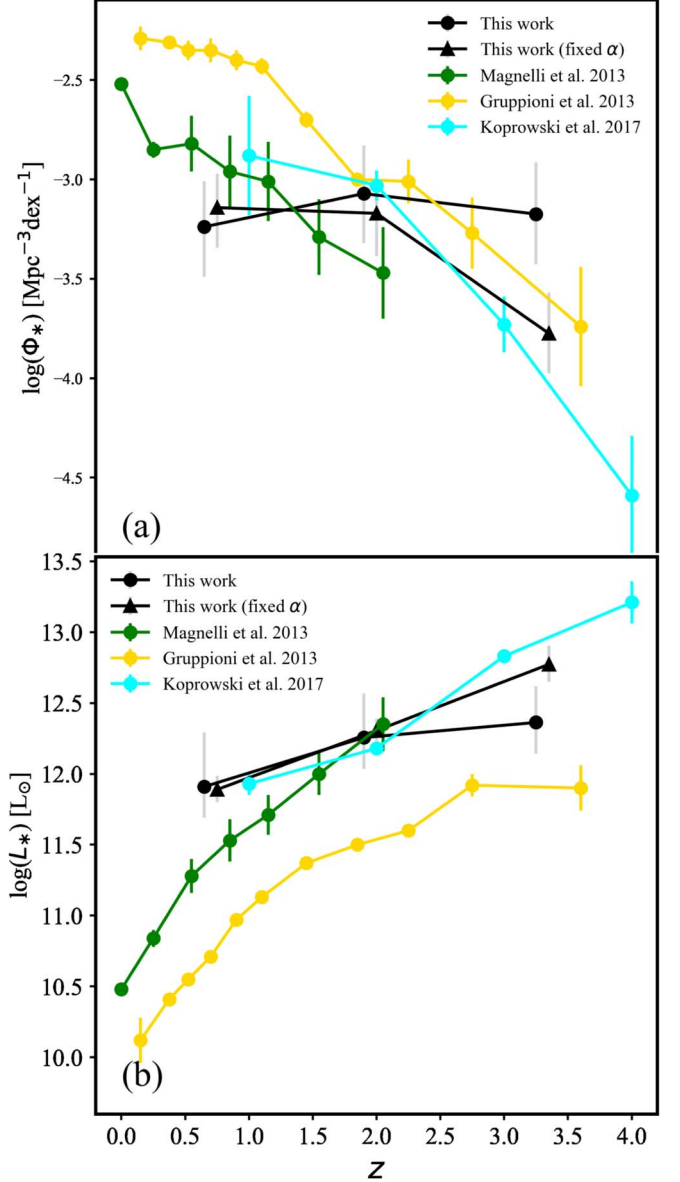 This work
This work (fixed α)
Magnelli et al. 2013
Gruppioni et al. 2013
Koprowski et al. 2017
−2.5
−3.0
−3.5
−4.0
−4.5
log(Φ∗) [Mpc⁻³dex⁻¹]
(a)
This work
This work (fixed α)
Magnelli et al. 2013
Gruppioni et al. 2013
Koprowski et al. 2017
13.5
13.0
12.5
12.0
11.5
11.0
10.5
10.0
log(L∗) [L⊙]
(b)
0.0 0.5 1.0 1.5 2.0 2.5 3.0 3.5 4.0
z